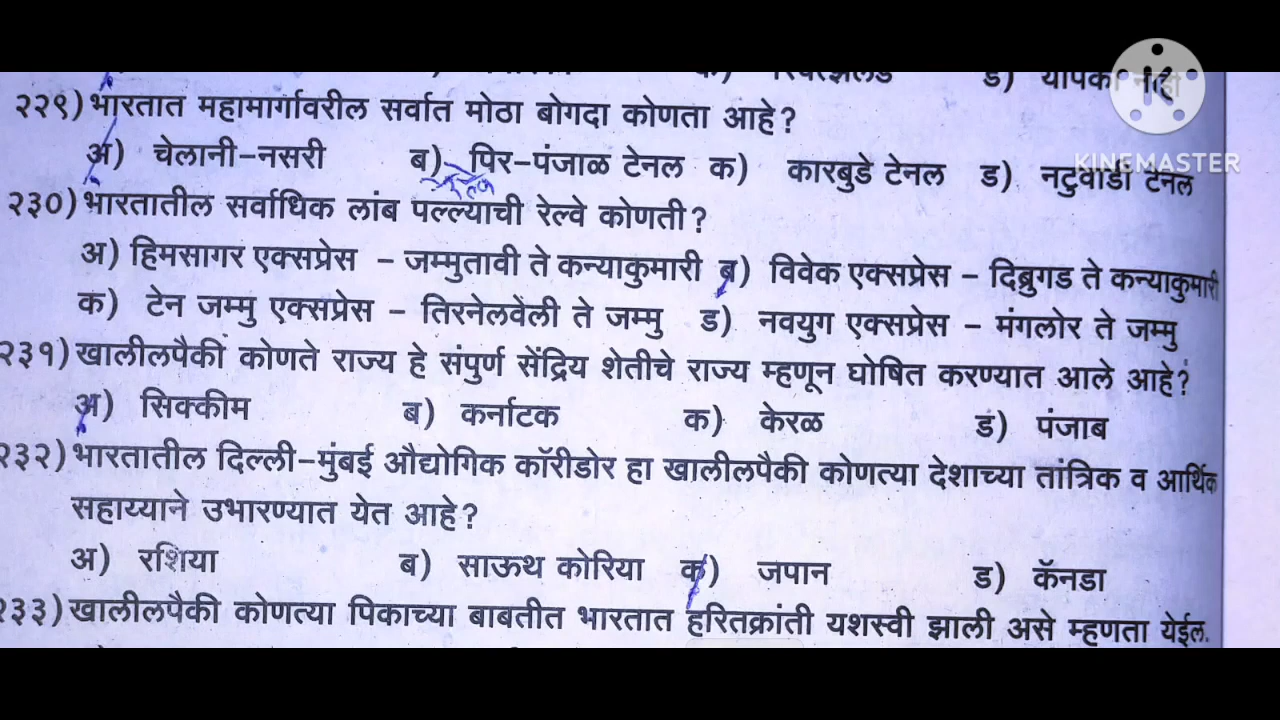 ड) यापैकी नाही
KINEMASTER
२२९) भारतात महामार्गावरील सर्वात मोठा बोगदा कोणता आहे?
अ) चेलानी-नसरी ब) पिर-पंजाळ टेनल क) कारबुडे टेनल ड) नटुवाडी टेनल
२३०) भारतातील सर्वाधिक लांब पल्ल्याची रेल्वे कोणती?
अ) हिमसागर एक्सप्रेस - जम्मुतावी ते कन्याकुमारी ब) विवेक एक्सप्रेस - दिब्रुगड ते कन्याकुमारी
क) टेन जम्मु एक्सप्रेस - तिरनेलवेली ते जम्मु ड) नवयुग एक्सप्रेस - मंगलोर ते जम्मु
२३१) खालीलपैकी कोणते राज्य हे संपुर्ण सेंद्रिय शेतीचे राज्य म्हणून घोषित करण्यात आले आहे?
अ) सिक्कीम ब) कर्नाटक क) केरळ ड) पंजाब
२३२) भारतातील दिल्ली-मुंबई औद्योगिक कॉरीडोर हा खालीलपैकी कोणत्या देशाच्या तांत्रिक व आर्थिक
सहाय्याने उभारण्यात येत आहे?
अ) रशिया ब) साऊथ कोरिया क) जपान ड) कॅनडा
२३३) खालीलपैकी कोणत्या पिकाच्या बाबतीत भारतात हरितक्रांती यशस्वी झाली असे म्हणता येईल.